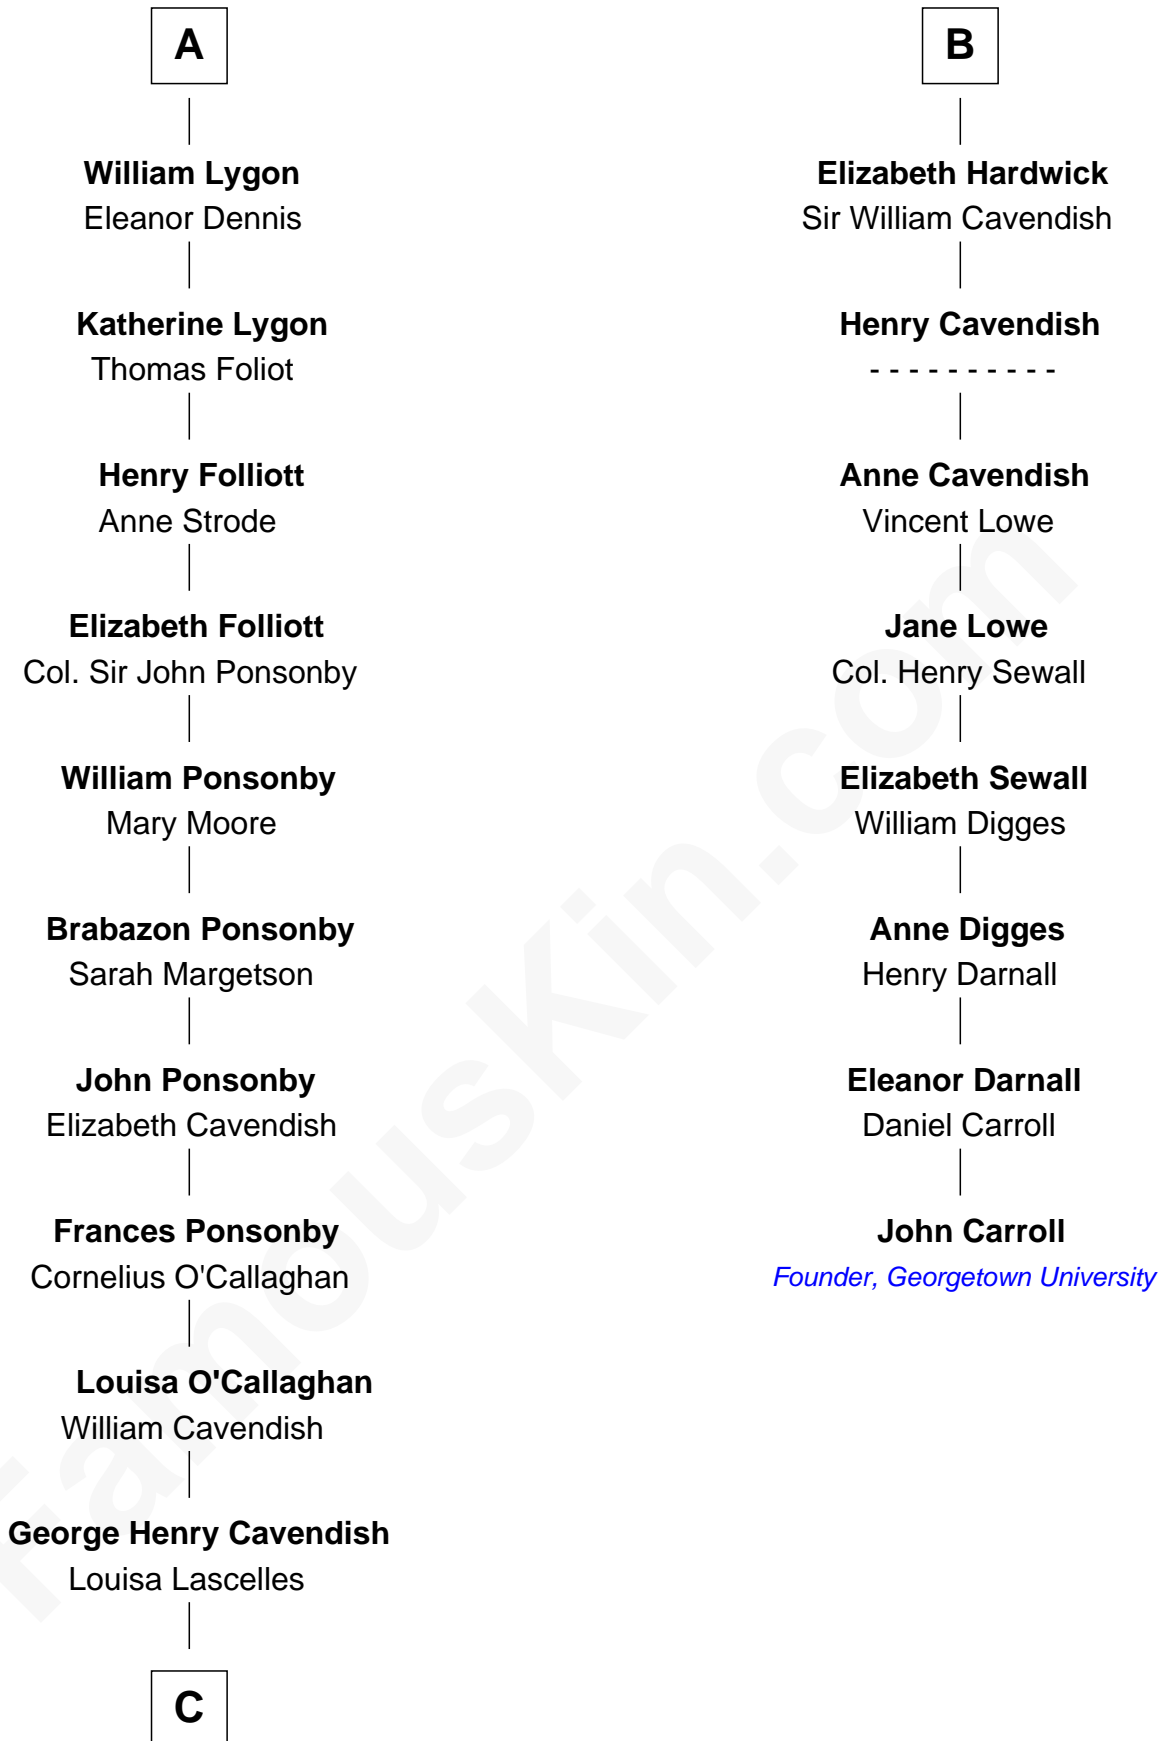 A
William Lygon
Eleanor Dennis
Katherine Lygon
Thomas Foliot
Henry Folliott
Anne Strode
Elizabeth Folliott
Col. Sir John Ponsonby
William Ponsonby
Mary Moore
Brabazon Ponsonby
Sarah Margetson
John Ponsonby
Elizabeth Cavendish
Frances Ponsonby
Cornelius O'Callaghan
Louisa O'Callaghan
William Cavendish
George Henry Cavendish
Louisa Lascelles
C
B
Elizabeth Hardwick
Sir William Cavendish
Henry Cavendish
- - - - - - - - - -
Anne Cavendish
Vincent Lowe
Jane Lowe
Col. Henry Sewall
Elizabeth Sewall
William Digges
Anne Digges
Henry Darnall
Eleanor Darnall
Daniel Carroll
John Carroll
Founder, Georgetown University
FamousKin.com